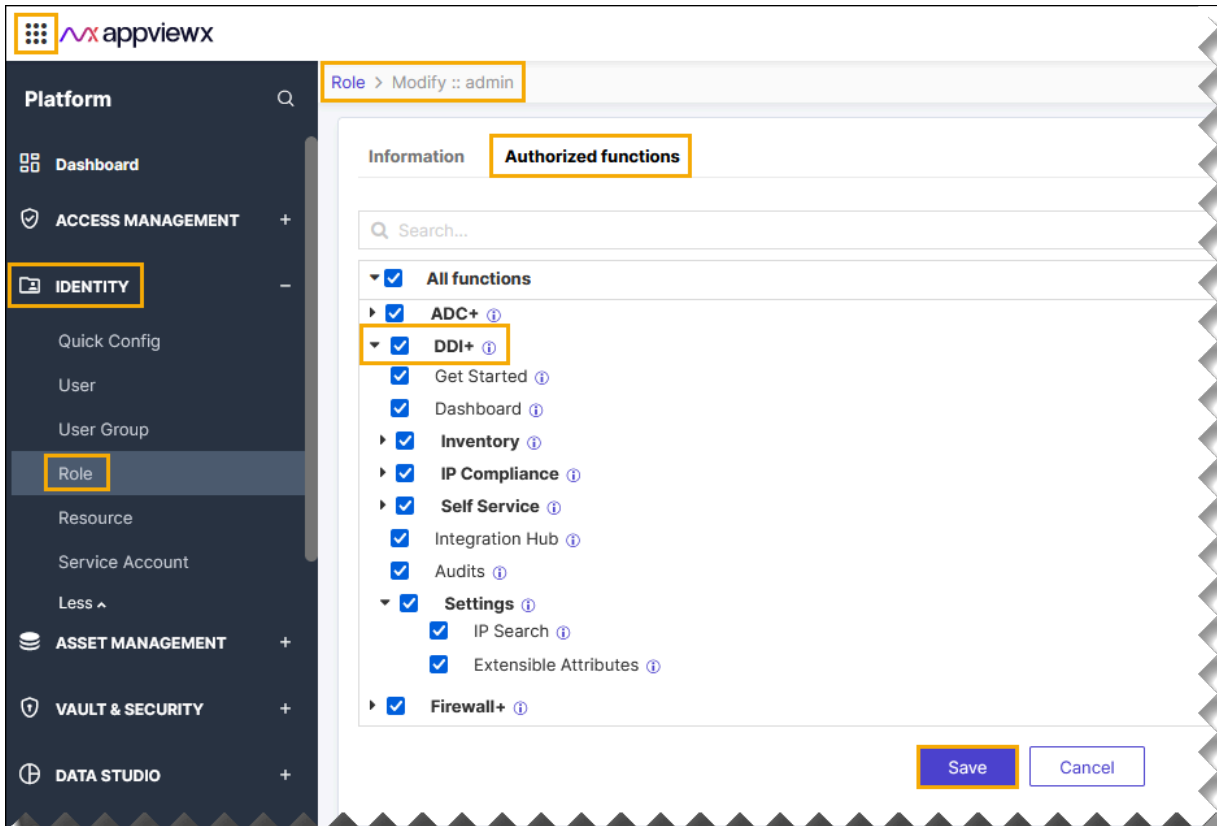 appviewx
Platform
Dashboard
ACCESS MANAGEMENT +
IDENTITY −
Quick Config
User
User Group
Role
Resource
Service Account
Less
ASSET MANAGEMENT +
VAULT & SECURITY +
DATA STUDIO +
Role > Modify :: admin
Information Authorized functions
Search...
All functions
ADC+
DDI+
Get Started
Dashboard
Inventory
IP Compliance
Self Service
Integration Hub
Audits
Settings
IP Search
Extensible Attributes
Firewall+
Save Cancel